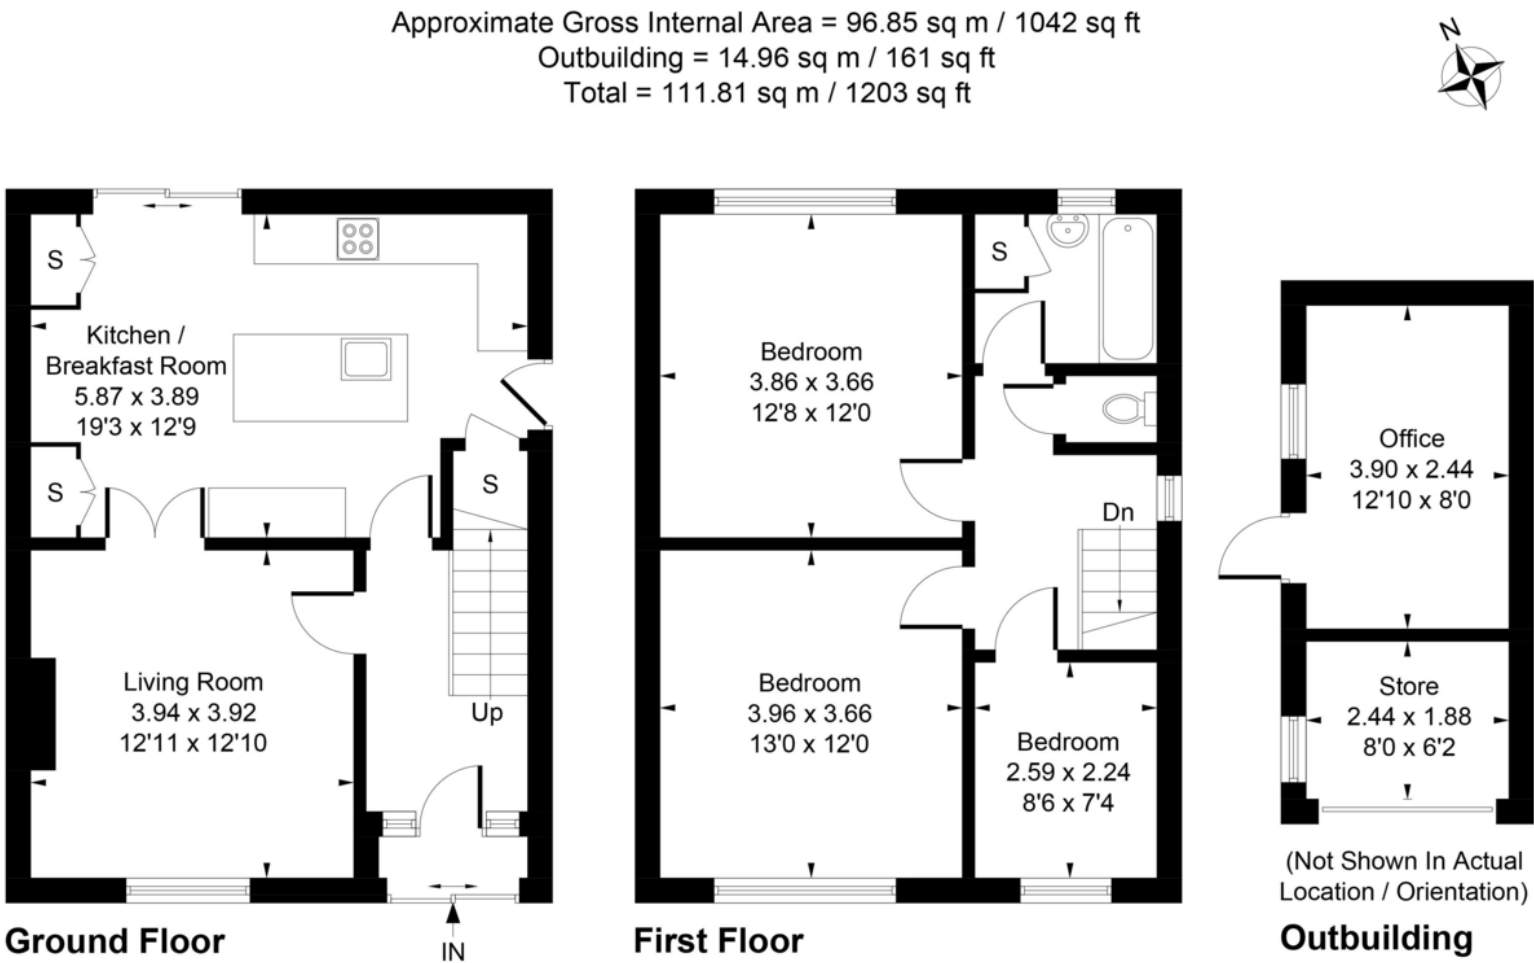 Approximate Gross Internal Area = 96.85 sq m / 1042 sq ft
Outbuilding = 14.96 sq m / 161 sq ft
Total = 111.81 sq m / 1203 sq ft
N
S
Kitchen /
Breakfast Room
5.87 x 3.89
19'3 x 12'9
S
S
Living Room
3.94 x 3.92
12'11 x 12'10
Up
IN
Ground Floor
S
Bedroom
3.86 x 3.66
12'8 x 12'0
Dn
Bedroom
3.96 x 3.66
13'0 x 12'0
Bedroom
2.59 x 2.24
8'6 x 7'4
First Floor
Office
3.90 x 2.44
12'10 x 8'0
Store
2.44 x 1.88
8'0 x 6'2
(Not Shown In Actual
Location / Orientation)
Outbuilding